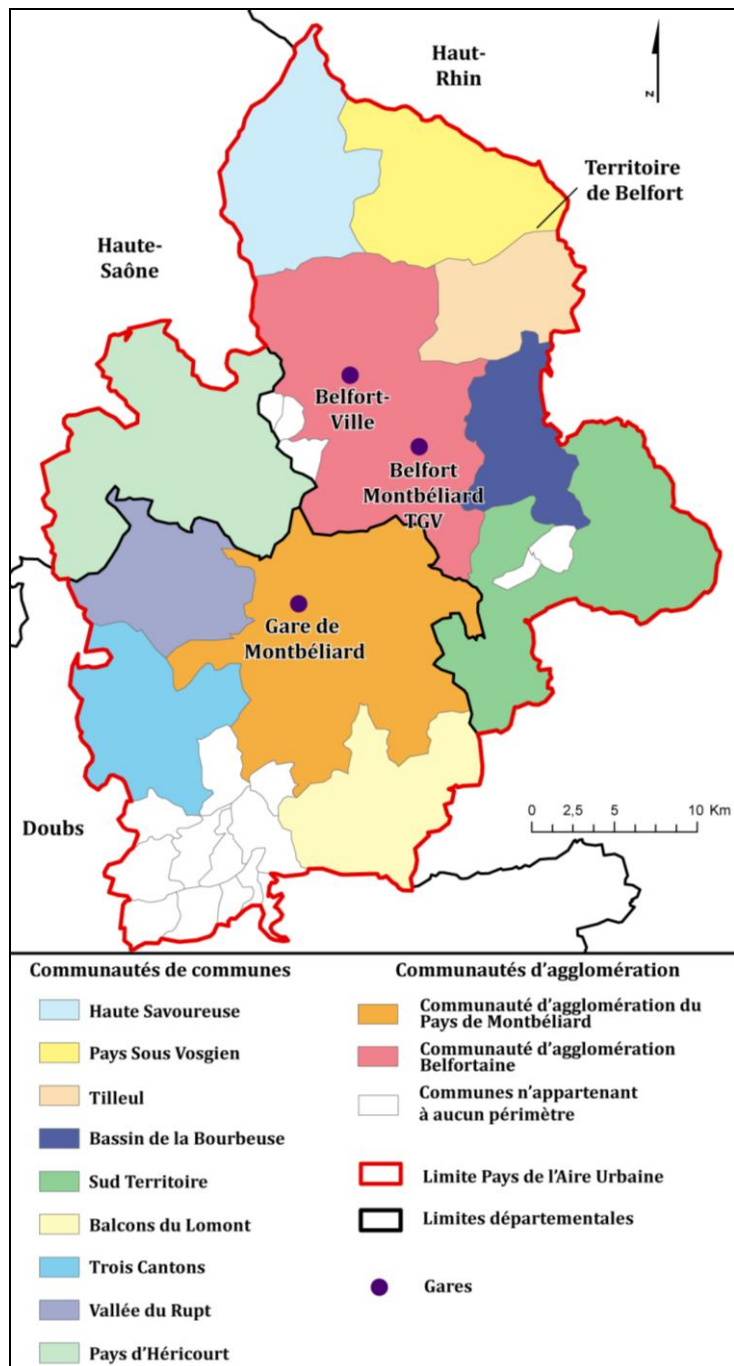 Haut-
Rhin
N
Territoire
de Belfort
Haute-
Saône
Belfort-
Ville
Belfort
Montbéliard
TGV
Gare de
Montbéliard
Doubs
0 2,5 5 10 Km
Communautés de communes
Haute Savoureuse
Pays Sous Vosgien
Tilleul
Bassin de la Bourbeuse
Sud Territoire
Balcons du Lomont
Trois Cantons
Vallée du Rupt
Pays d'Héricourt
Communautés d'agglomération
Communauté d'agglomération du
Pays de Montbéliard
Communauté d'agglomération
Belfortaine
Communes n'appartenant
à aucun périmètre
Limite Pays de l'Aire Urbaine
Limites départementales
Gares